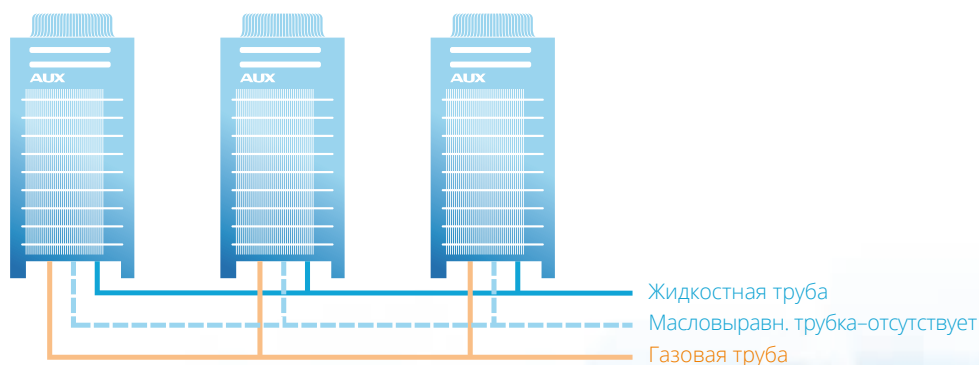 AUX AUX AUX
Жидкостная труба
Масловыравн. трубка–отсутствует
Газовая труба